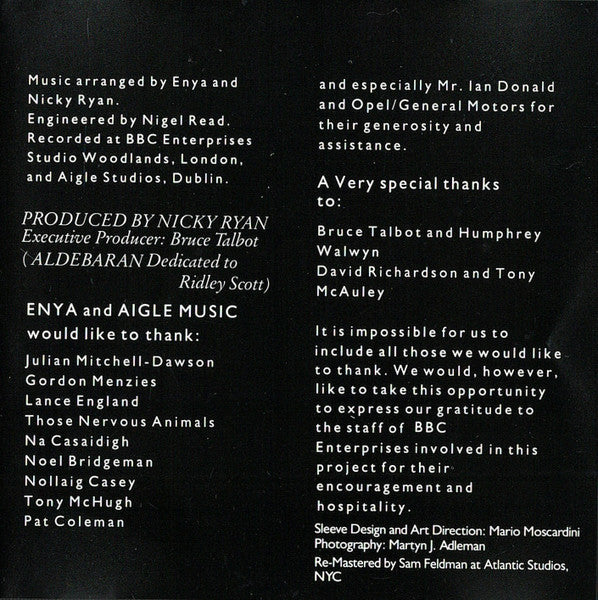 Music arranged by Enya and
Nicky Ryan.
Engineered by Nigel Read.
Recorded at BBC Enterprises
Studio Woodlands, London,
and Aigle Studios, Dublin.
PRODUCED BY NICKY RYAN
Executive Producer: Bruce Talbot
(ALDEBARAN Dedicated to
Ridley Scott)
ENYA and AIGLE MUSIC
would like to thank:
Julian Mitchell-Dawson
Gordon Menzies
Lance England
Those Nervous Animals
Na Casaidigh
Noel Bridgeman
Nollaig Casey
Tony McHugh
Pat Coleman
and especially Mr. Ian Donald
and Opel/General Motors for
their generosity and
assistance.
A Very special thanks
to:
Bruce Talbot and Humphrey
Walwyn
David Richardson and Tony
McAuley
It is impossible for us to
include all those we would like
to thank. We would, however,
like to take this opportunity
to express our gratitude to
the staff of BBC
Enterprises involved in this
project for their
encouragement and
hospitality.
Sleeve Design and Art Direction: Mario Moscardini
Photography: Martyn J. Adleman
Re-Mastered by Sam Feldman at Atlantic Studios,
NYC